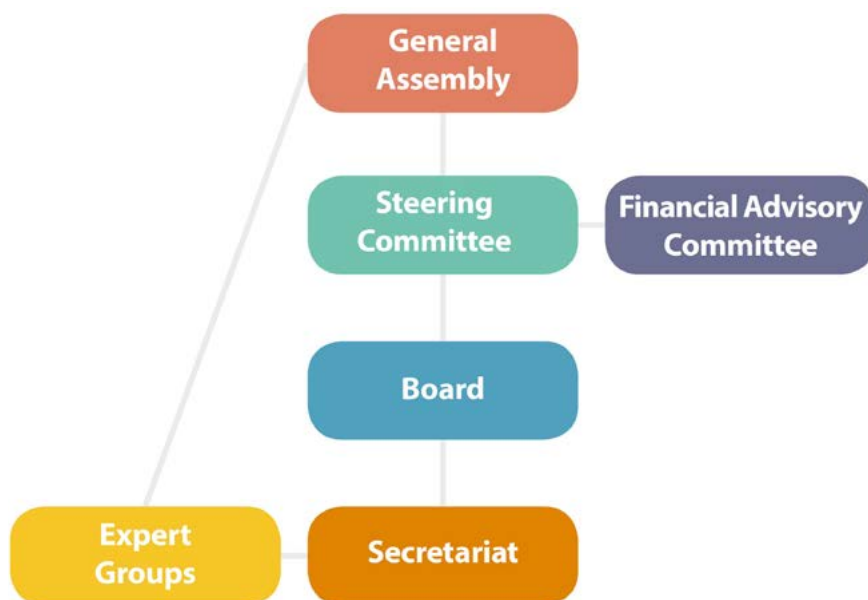 General
Assembly
Steering
Committee
Financial Advisory
Committee
Board
Expert
Groups
Secretariat